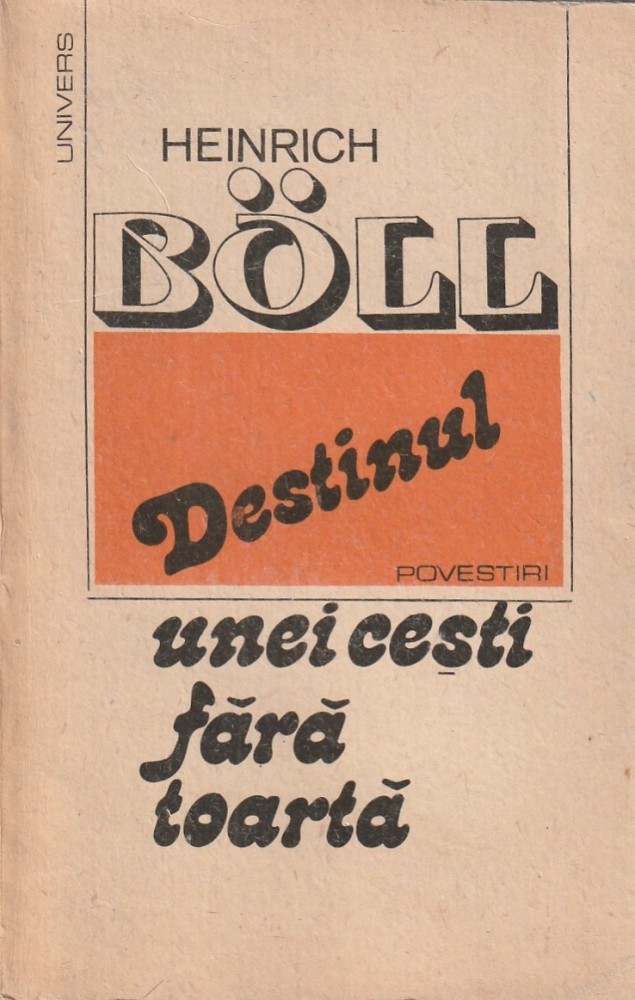 UNIVERS
HEINRICH
BÖLL
Destinul
POVESTIRI
unei cești
fără
toartă